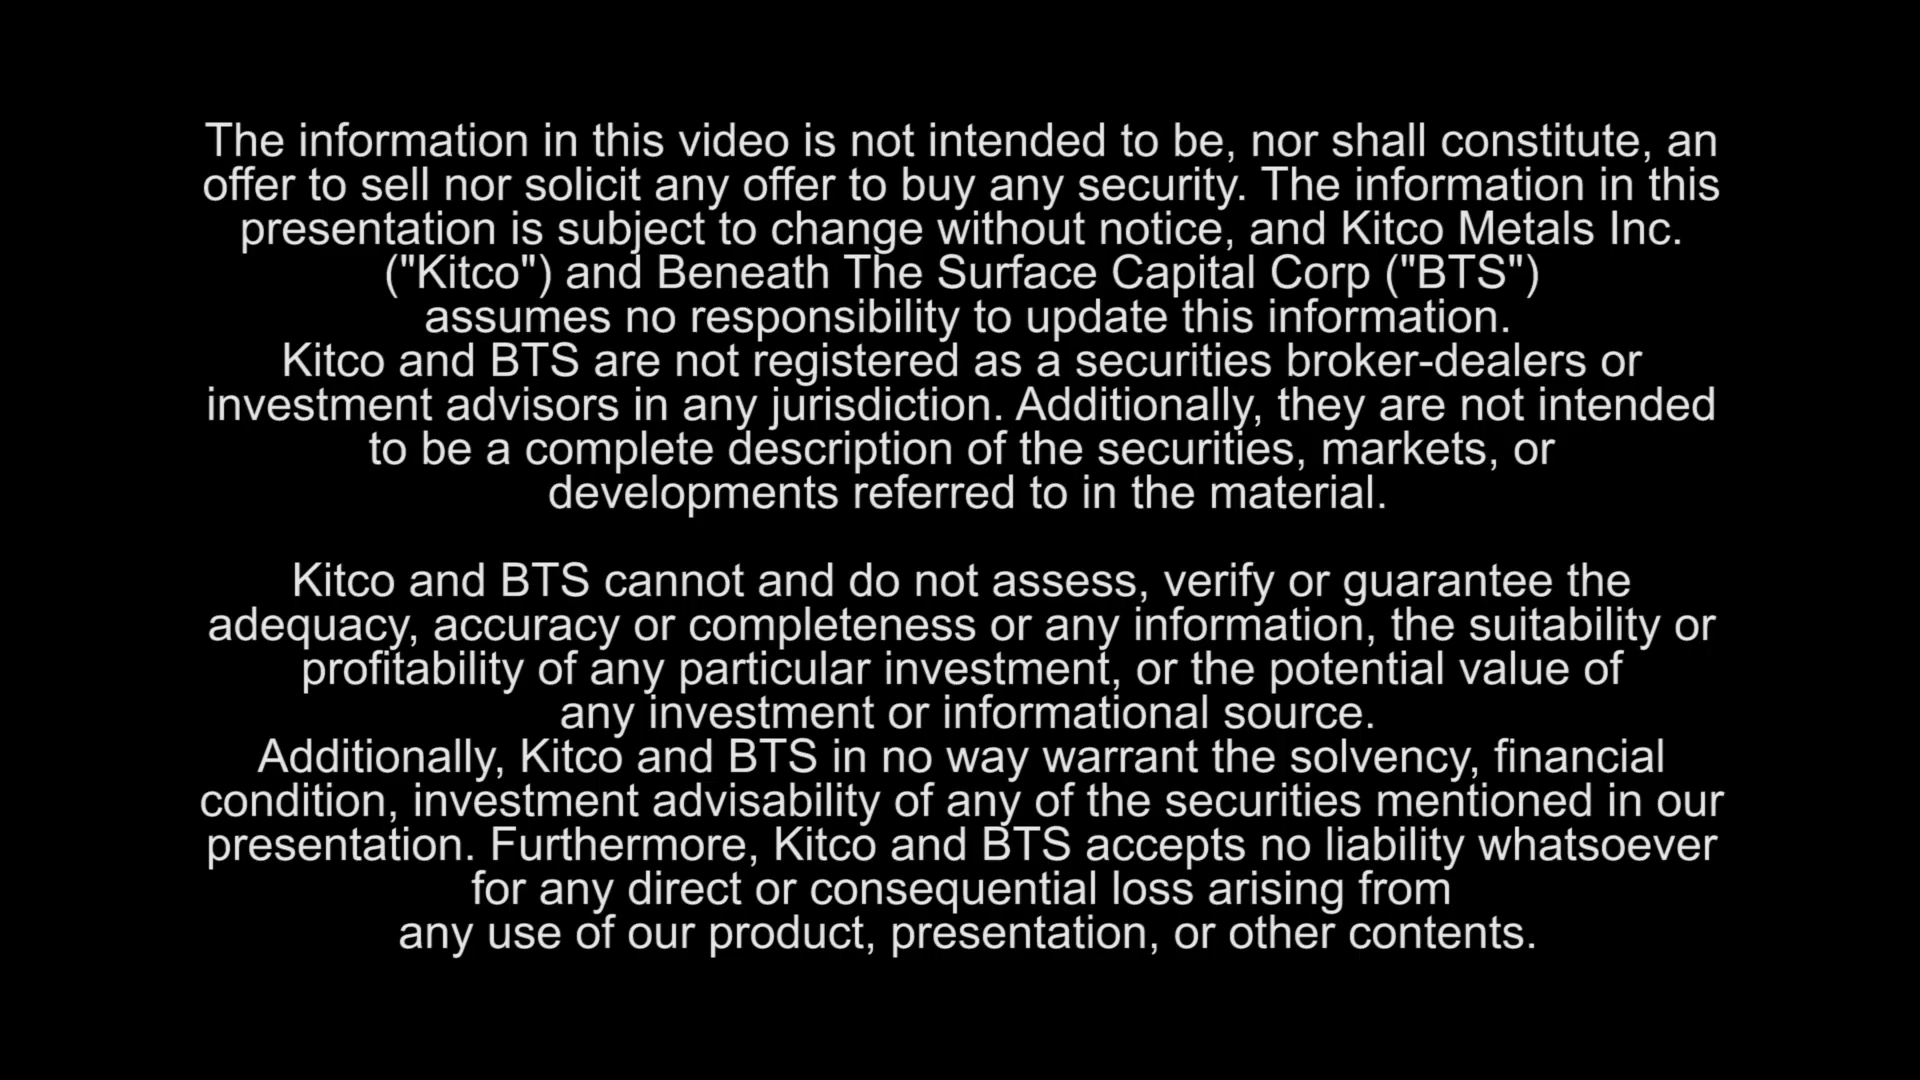 The information in this video is not intended to be, nor shall constitute, an
offer to sell nor solicit any offer to buy any security. The information in this
presentation is subject to change without notice, and Kitco Metals Inc.
("Kitco") and Beneath The Surface Capital Corp ("BTS")
assumes no responsibility to update this information.
Kitco and BTS are not registered as a securities broker-dealers or
investment advisors in any jurisdiction. Additionally, they are not intended
to be a complete description of the securities, markets, or
developments referred to in the material.
Kitco and BTS cannot and do not assess, verify or guarantee the
adequacy, accuracy or completeness or any information, the suitability or
profitability of any particular investment, or the potential value of
any investment or informational source.
Additionally, Kitco and BTS in no way warrant the solvency, financial
condition, investment advisability of any of the securities mentioned in our
presentation. Furthermore, Kitco and BTS accepts no liability whatsoever
for any direct or consequential loss arising from
any use of our product, presentation, or other contents.